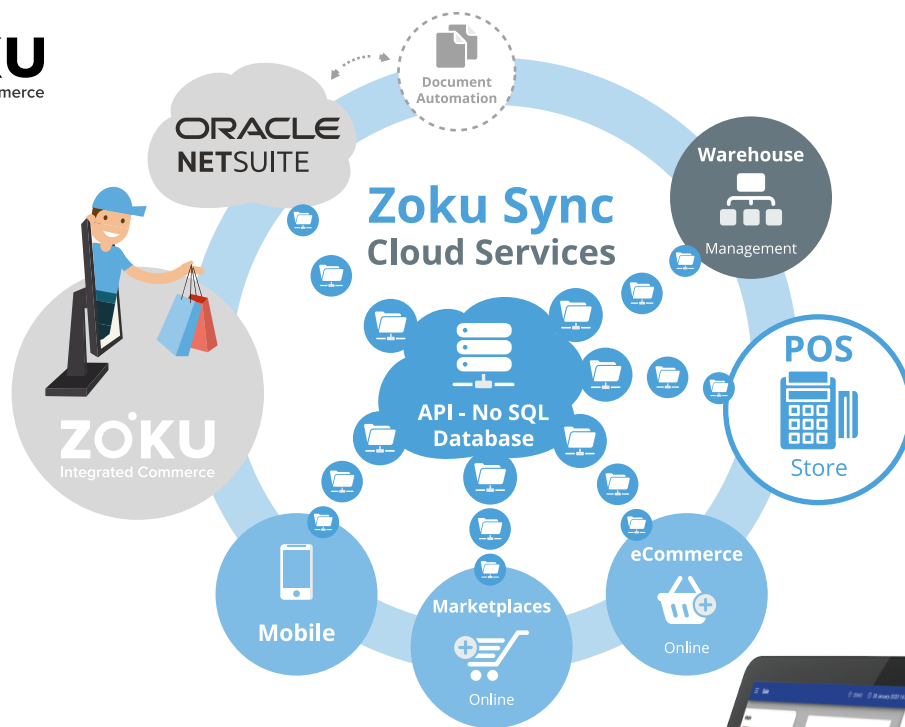 KU
mmerce
Document
Automation
ORACLE
NETSUITE
Warehouse
Management
Zoku Sync
Cloud Services
API - No SQL
Database
POS
Store
ZOKU
Integrated Commerce
eCommerce
Online
Marketplaces
Online
Mobile